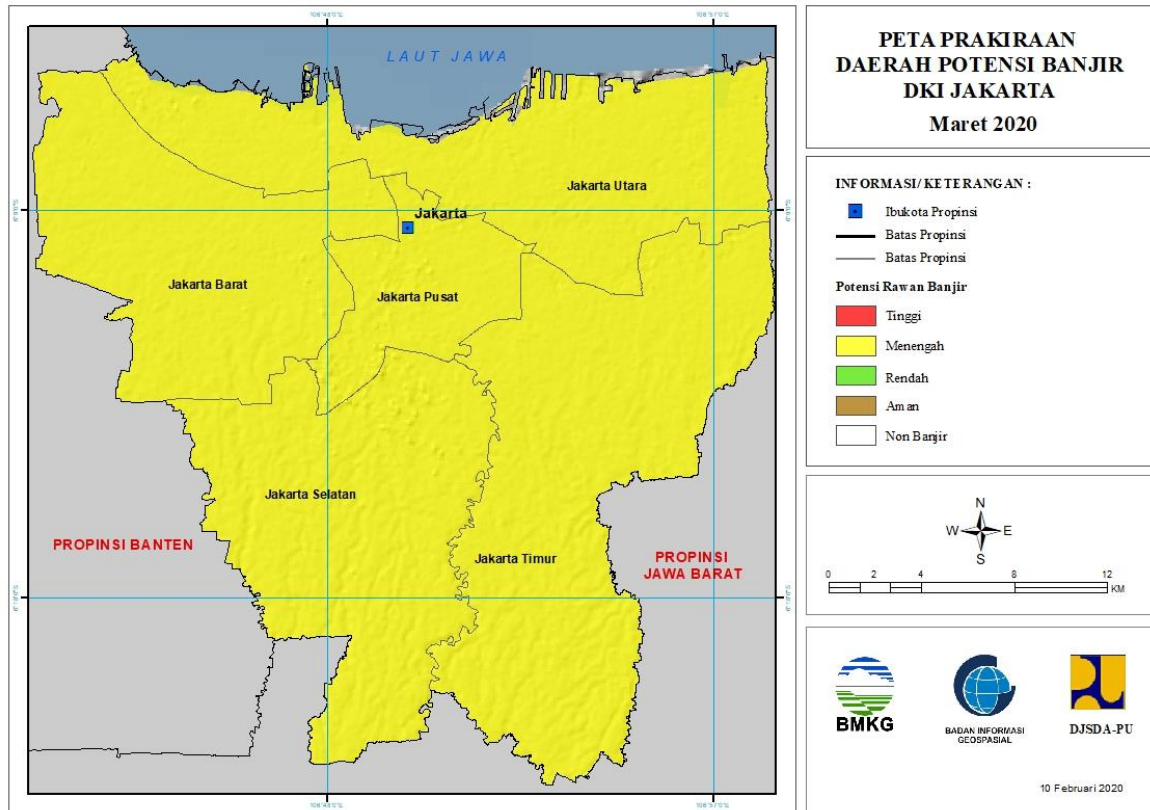 PETA PRAKIRAAN
DAERAH POTENSI BANJIR
DKI JAKARTA
Maret 2020
LAUT JAWA
Jakarta Utara
Jakarta
Jakarta Barat
Jakarta Pusat
Jakarta Selatan
Jakarta Timur
PROPINSI BANTEN
PROPINSI
JAWA BARAT
INFORMASI/ KETERANGAN :
Ibukota Propinsi
Batas Propinsi
Batas Propinsi
Potensi Rawan Banjir
Tinggi
Menengah
Rendah
Aman
Non Banjir
N
W E
S
0 2 4 8 12
KM
BMKG
BADAN INFORMASI
GEOSPASIAL
DJSDA-PU
10 Februari 2020